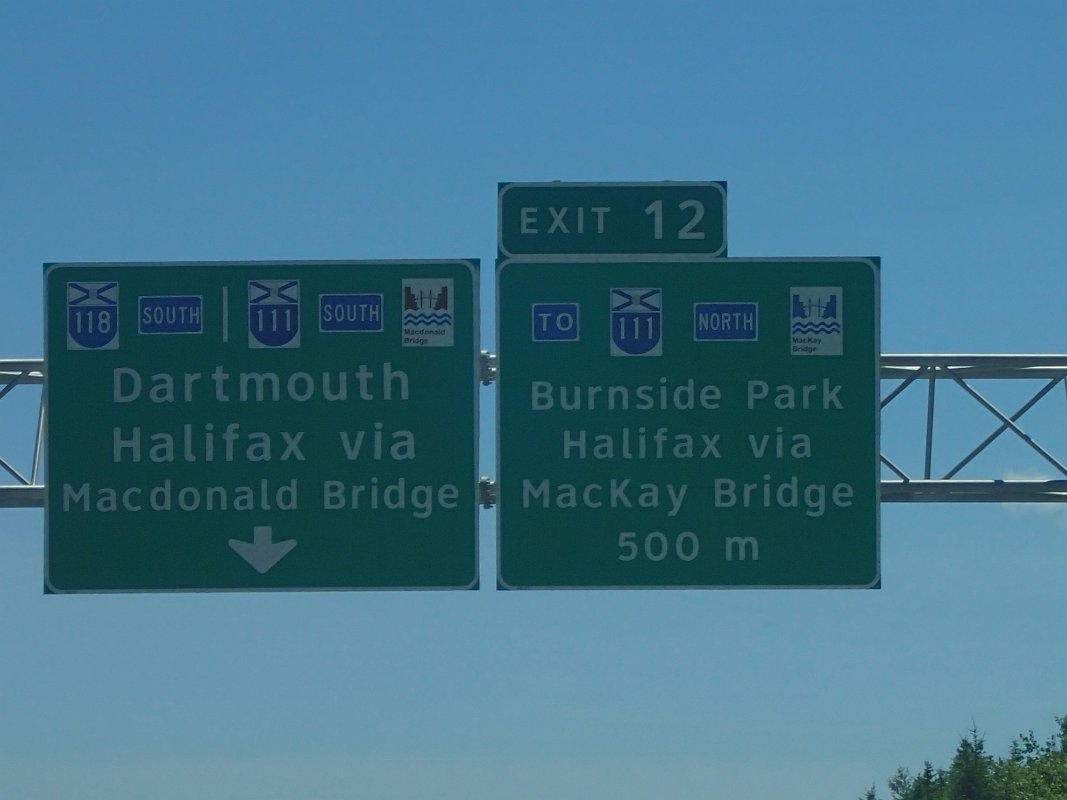 118 SOUTH 111 SOUTH Macdonald Bridge
Dartmouth
Halifax via
Macdonald Bridge
EXIT 12
TO 111 NORTH MacKay Bridge
Burnside Park
Halifax via
MacKay Bridge
500 m